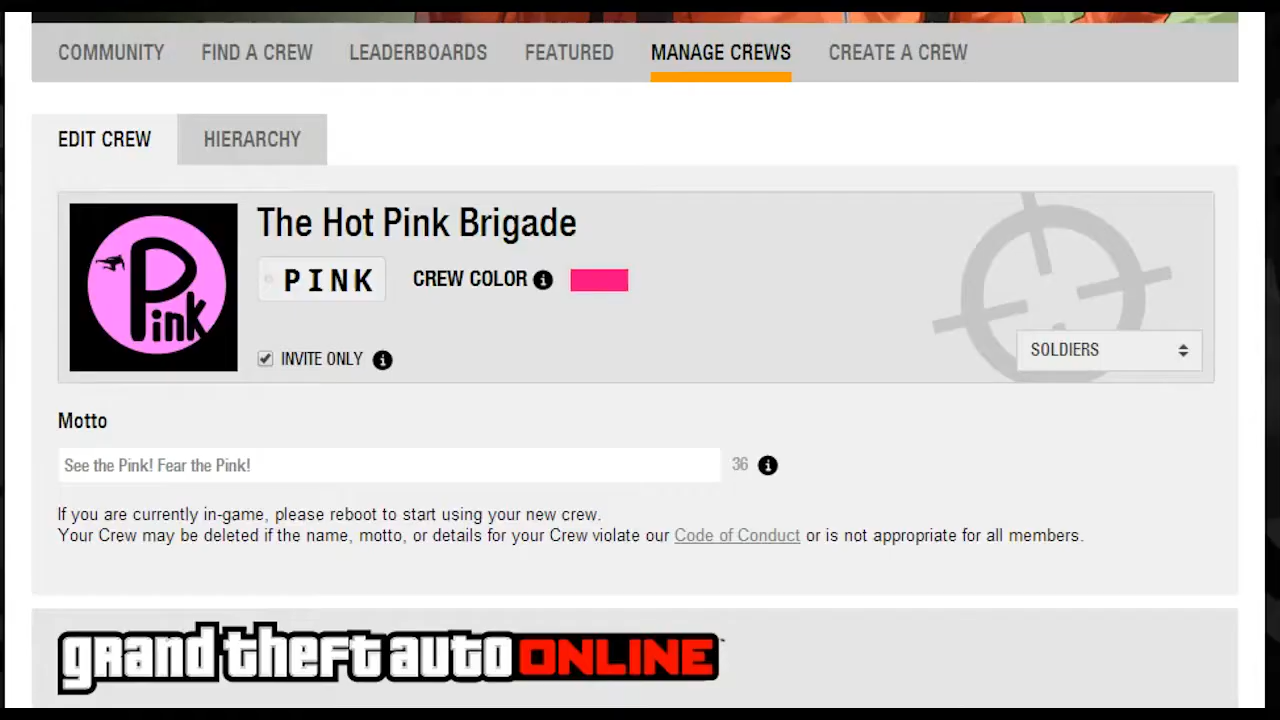 COMMUNITY FIND A CREW LEADERBOARDS FEATURED MANAGE CREWS CREATE A CREW
EDIT CREW HIERARCHY
The Hot Pink Brigade
Pink
PINK CREW COLOR i
SOLDIERS
INVITE ONLY i
Motto
See the Pink! Fear the Pink! 36 i
If you are currently in-game, please reboot to start using your new crew.
Your Crew may be deleted if the name, motto, or details for your Crew violate our Code of Conduct or is not appropriate for all members.
grand theft auto ONLINE